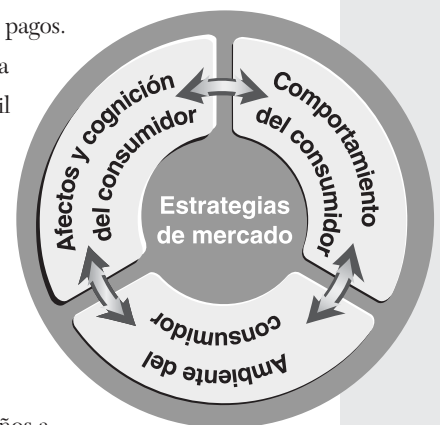 pagos.
a
il
Afectos y cognición
del consumidor
Comportamiento
del consumidor
Estrategias
de mercado
Ambiente del
consumidor
ños a